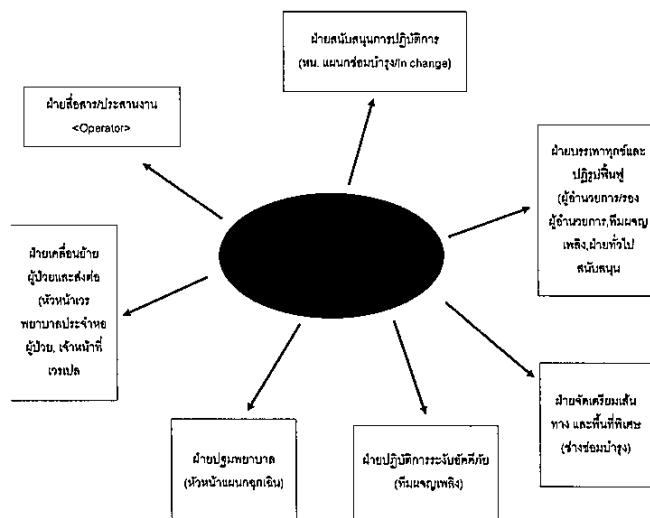 ฝ่ายสนับสนุนการปฏิบัติการ
(หน. แผนกซ่อมบำรุง/In change)
ฝ่ายสื่อสาร/ประสานงาน
<Operator>
ฝ่ายบรรเทาทุกข์และ
ปฏิรูปฟื้นฟู
(ผู้อำนวยการ/รอง
ผู้อำนวยการ,ทีมผจญ
เพลิง,ฝ่ายทั่วไป
สนับสนุน
ฝ่ายเคลื่อนย้าย
ผู้ป่วยและส่งต่อ
(หัวหน้าเวร
พยาบาลประจำหอ
ผู้ป่วย, เจ้าหน้าที่
เวรเปล
ฝ่ายจัดเตรียมเส้น
ทาง และพื้นที่พิเศษ
(ช่างซ่อมบำรุง)
ฝ่ายปฐมพยาบาล
(หัวหน้าแผนกฉุกเฉิน)
ฝ่ายปฏิบัติการระงับอัคคีภัย
(ทีมผจญเพลิง)